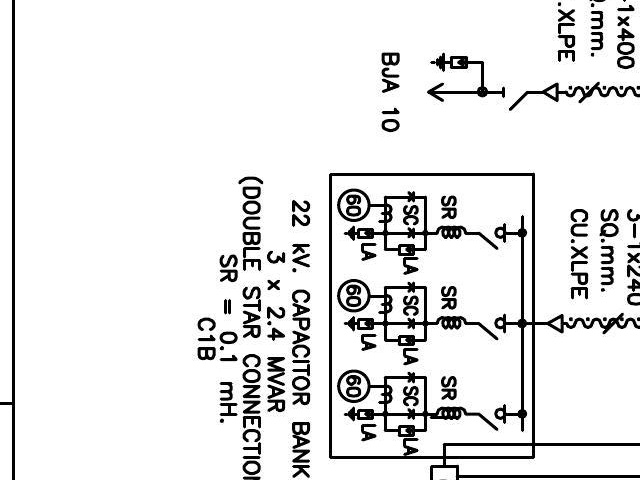 -1x400
.mm.
.XLPE
3-1x240
SQ.mm.
CU.XLPE
BJA 10
SR
SR
SR
SC
LA
SC
LA
SC
LA
60
LA
60
LA
60
LA
22 kV. CAPACITOR BANK
3 x 2.4 MVAR
(DOUBLE STAR CONNECTION
SR = 0.1 mH.
C1B